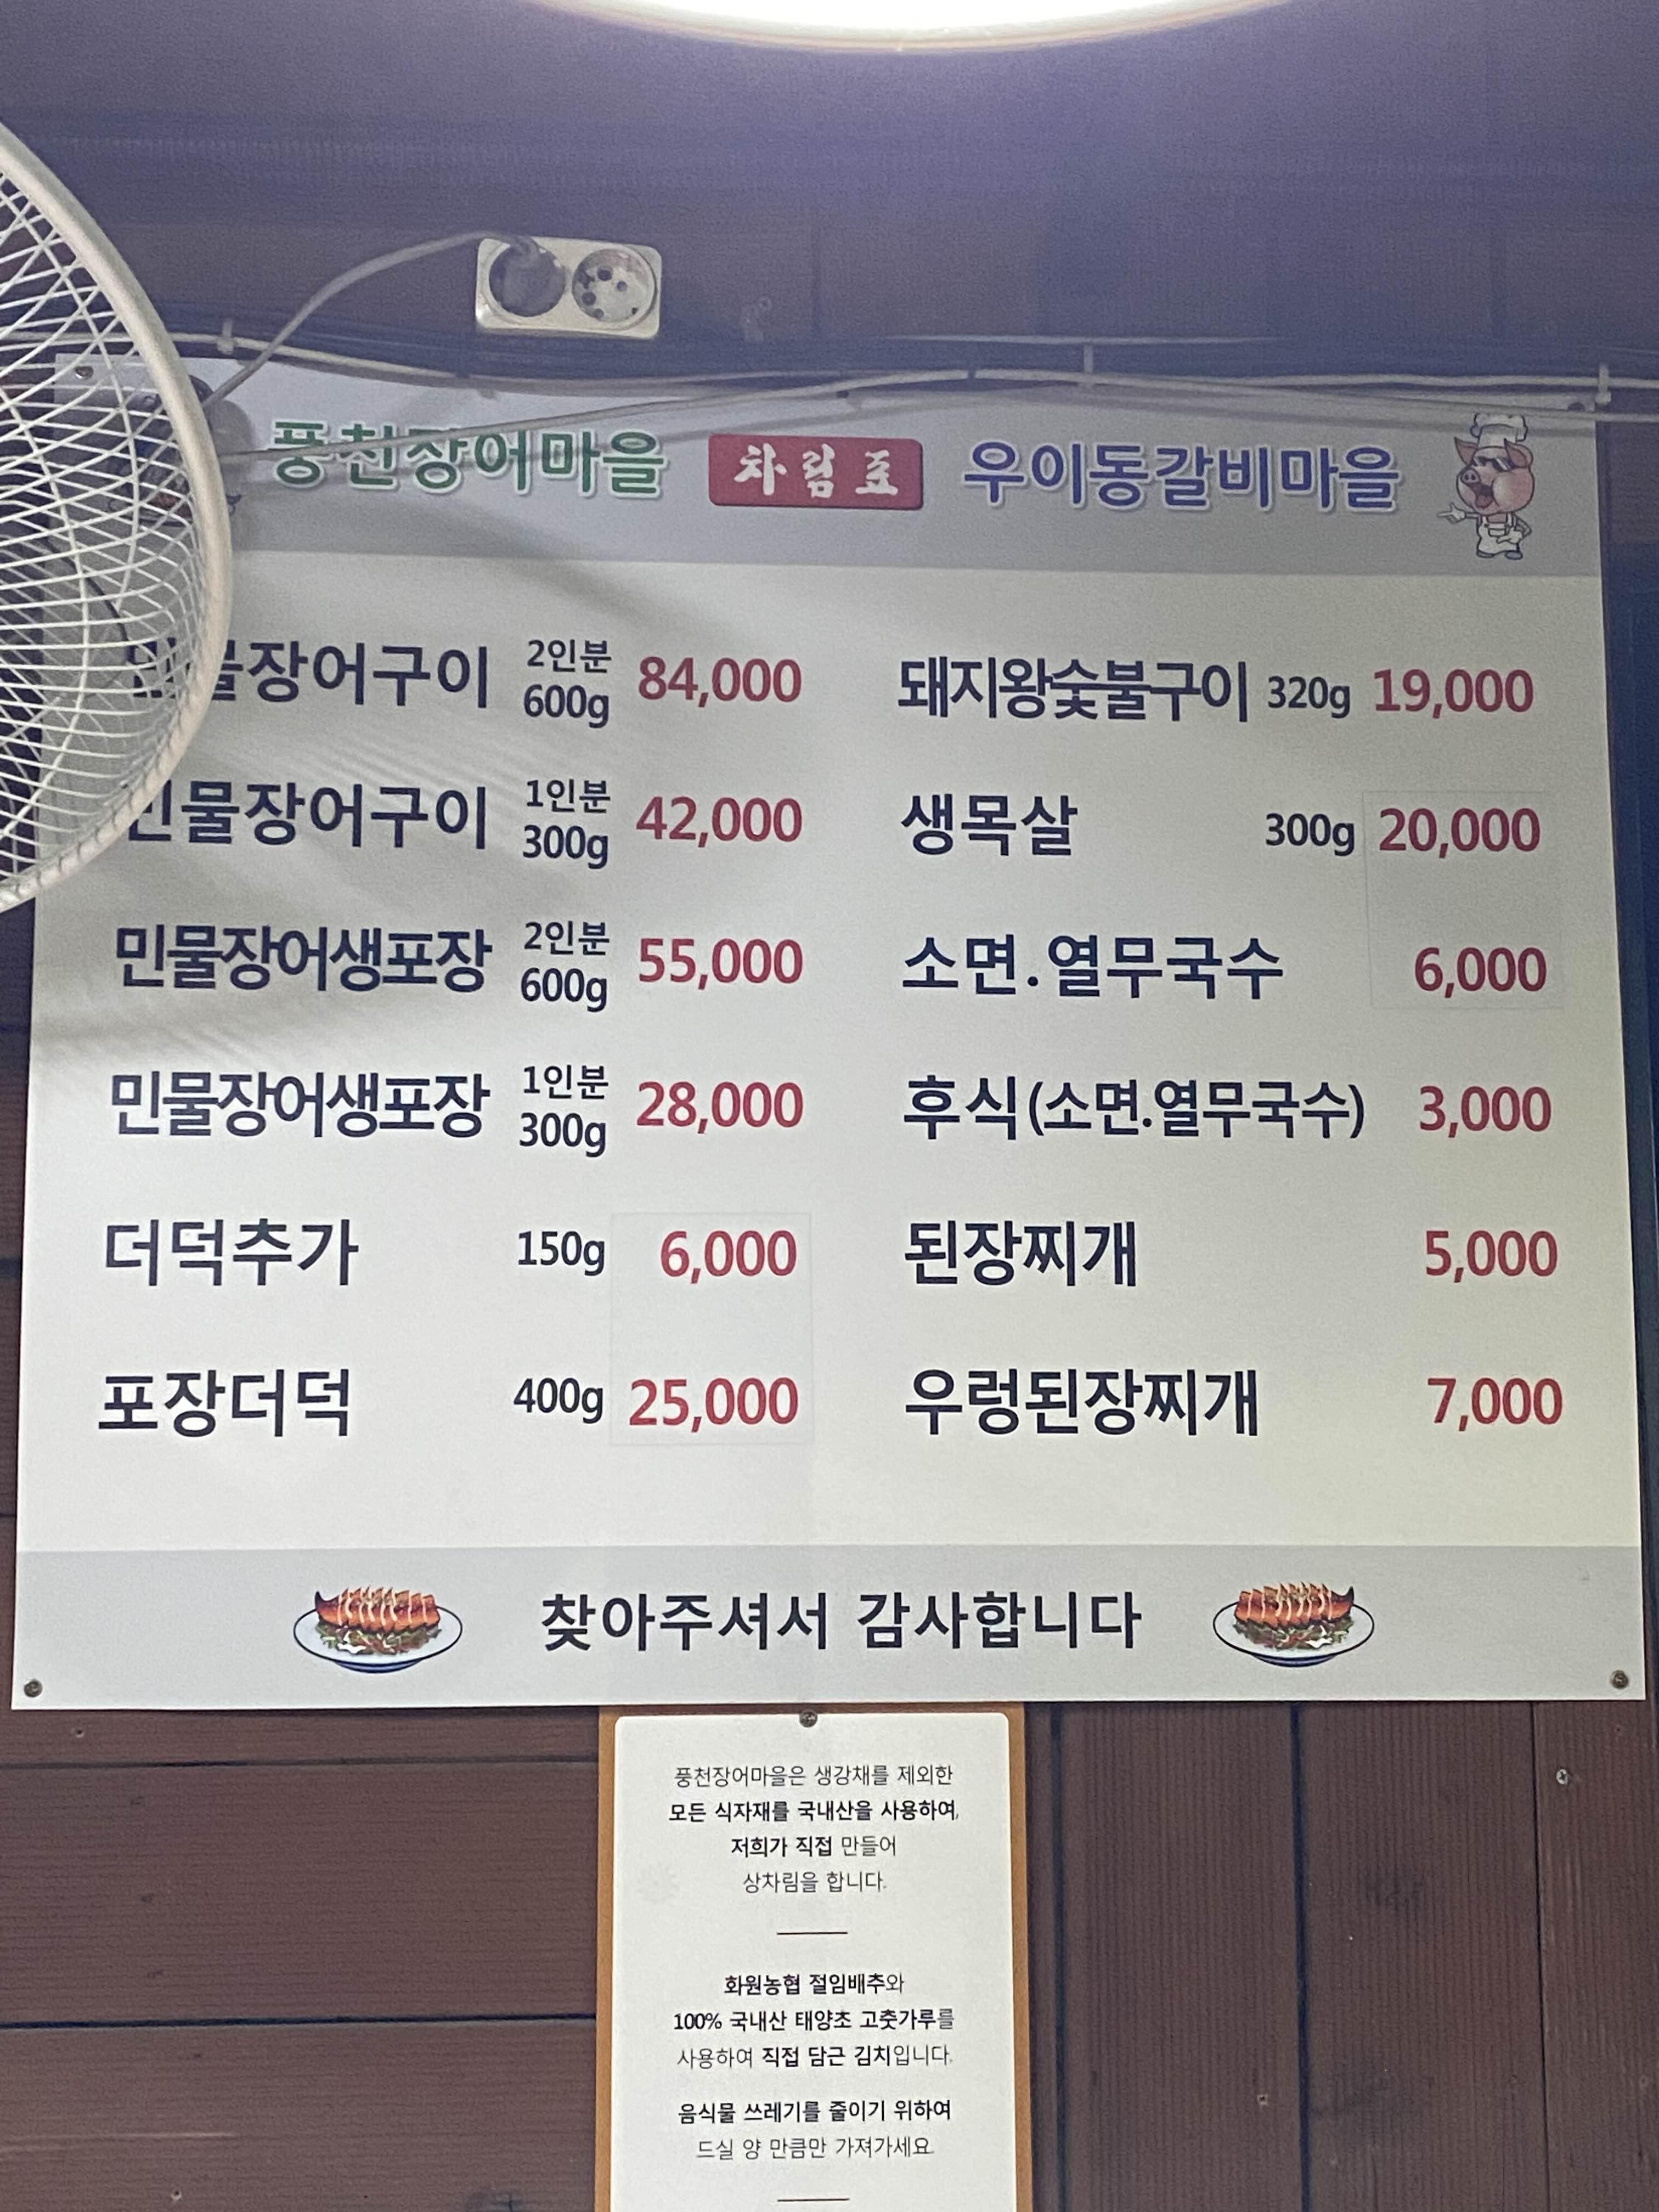 풍천장어마을 차림표 우이동갈비마을
민물장어구이 2인분 600g 84,000
민물장어구이 1인분 300g 42,000
민물장어생포장 2인분 600g 55,000
민물장어생포장 1인분 300g 28,000
더덕추가 150g 6,000
포장더덕 400g 25,000
돼지왕숯불구이 320g 19,000
생목살 300g 20,000
소면.열무국수 6,000
후식(소면.열무국수) 3,000
된장찌개 5,000
우렁된장찌개 7,000
찾아주셔서 감사합니다
풍천장어마을은 생강채를 제외한
모든 식자재를 국내산을 사용하여,
저희가 직접 만들어
상차림을 합니다.
화원농협 절임배추와
100% 국내산 태양초 고춧가루를
사용하여 직접 담근 김치입니다.
음식물 쓰레기를 줄이기 위하여
드실 양 만큼만 가져가세요.